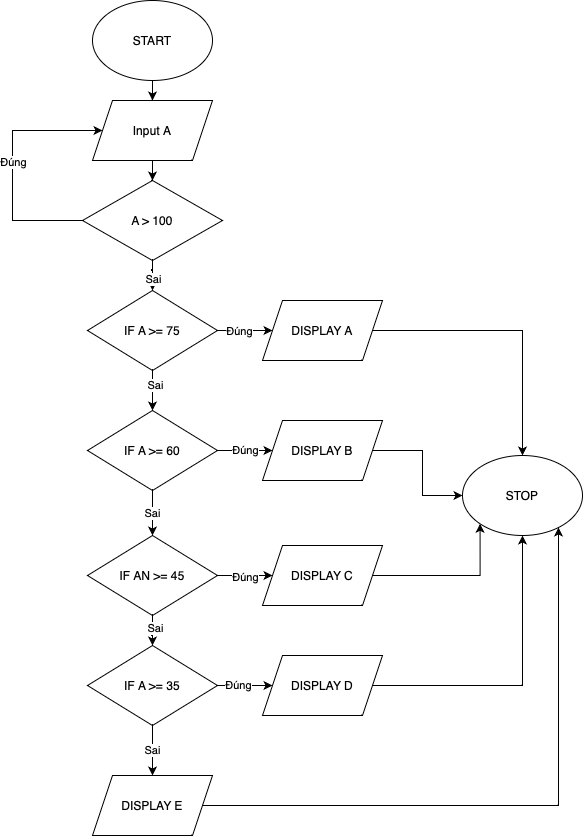 START
Input A
Đúng
A > 100
Sai
IF A >= 75
Đúng
DISPLAY A
Sai
IF A >= 60
Đúng
DISPLAY B
STOP
Sai
IF AN >= 45
Đúng
DISPLAY C
Sai
IF A >= 35
Đúng
DISPLAY D
Sai
DISPLAY E